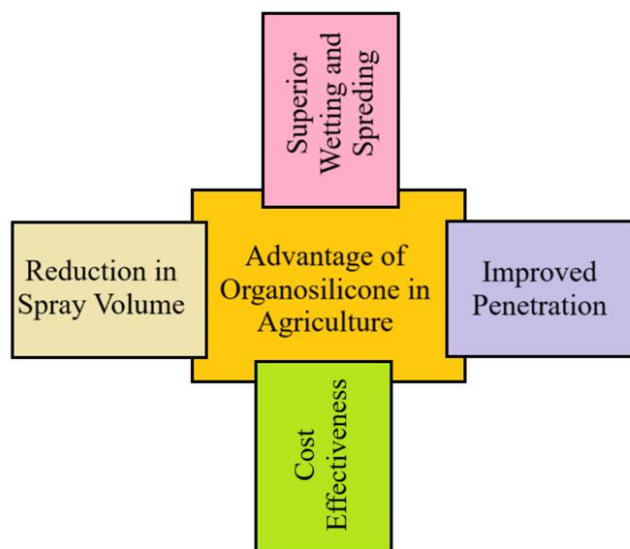 Superior
Wetting and
Spreding
Reduction in
Spray Volume
Advantage of
Organosilicone in
Agriculture
Improved
Penetration
Cost
Effectiveness